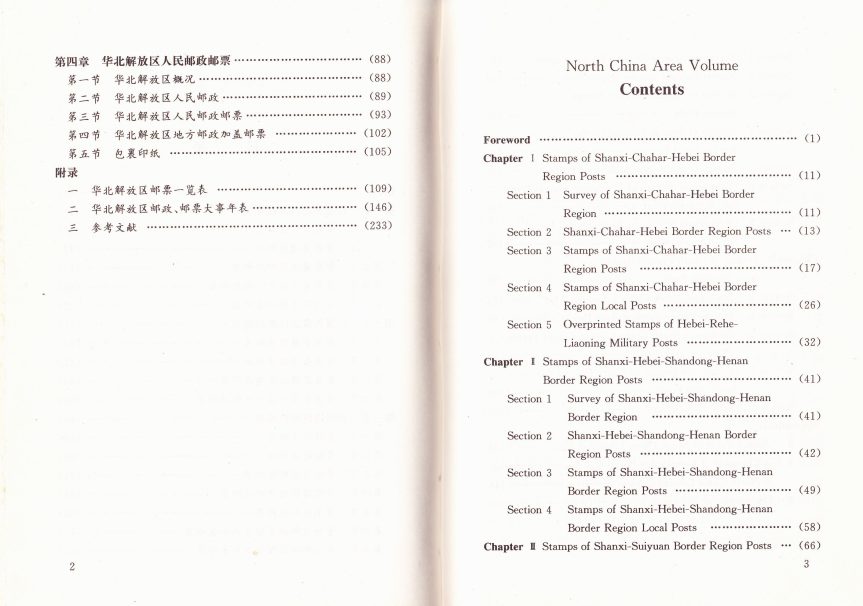 第四章 华北解放区人民邮政邮票 …………………………… (88)
第一节 华北解放区概况 …………………………………… (88)
第二节 华北解放区人民邮政 ……………………………… (89)
第三节 华北解放区人民邮政邮票 ………………………… (93)
第四节 华北解放区地方邮政加盖邮票 ………………… (102)
第五节 包裹印纸 ………………………………………… (105)
附录
一 华北解放区邮票一览表 ……………………………… (109)
二 华北解放区邮政、邮票大事年表 ……………………… (146)
三 参考文献 ……………………………………………… (233)
2
North China Area Volume
Contents
Foreword ………………………………………………………… (1)
Chapter Ⅰ Stamps of Shanxi-Chahar-Hebei Border
Region Posts ……………………………………… (11)
Section 1 Survey of Shanxi-Chahar-Hebei Border
Region ………………………………………… (11)
Section 2 Shanxi-Chahar-Hebei Border Region Posts … (13)
Section 3 Stamps of Shanxi-Chahar-Hebei Border
Region Posts ………………………………… (17)
Section 4 Stamps of Shanxi-Chahar-Hebei Border
Region Local Posts …………………………… (26)
Section 5 Overprinted Stamps of Hebei-Rehe-
Liaoning Military Posts ……………………… (32)
Chapter Ⅱ Stamps of Shanxi-Hebei-Shandong-Henan
Border Region Posts ……………………………… (41)
Section 1 Survey of Shanxi-Hebei-Shandong-Henan
Border Region ……………………………… (41)
Section 2 Shanxi-Hebei-Shandong-Henan Border
Region Posts ………………………………… (42)
Section 3 Stamps of Shanxi-Hebei-Shandong-Henan
Border Region Posts ………………………… (49)
Section 4 Stamps of Shanxi-Hebei-Shandong-Henan
Border Region Local Posts ………………… (58)
Chapter Ⅲ Stamps of Shanxi-Suiyuan Border Region Posts … (66)
3